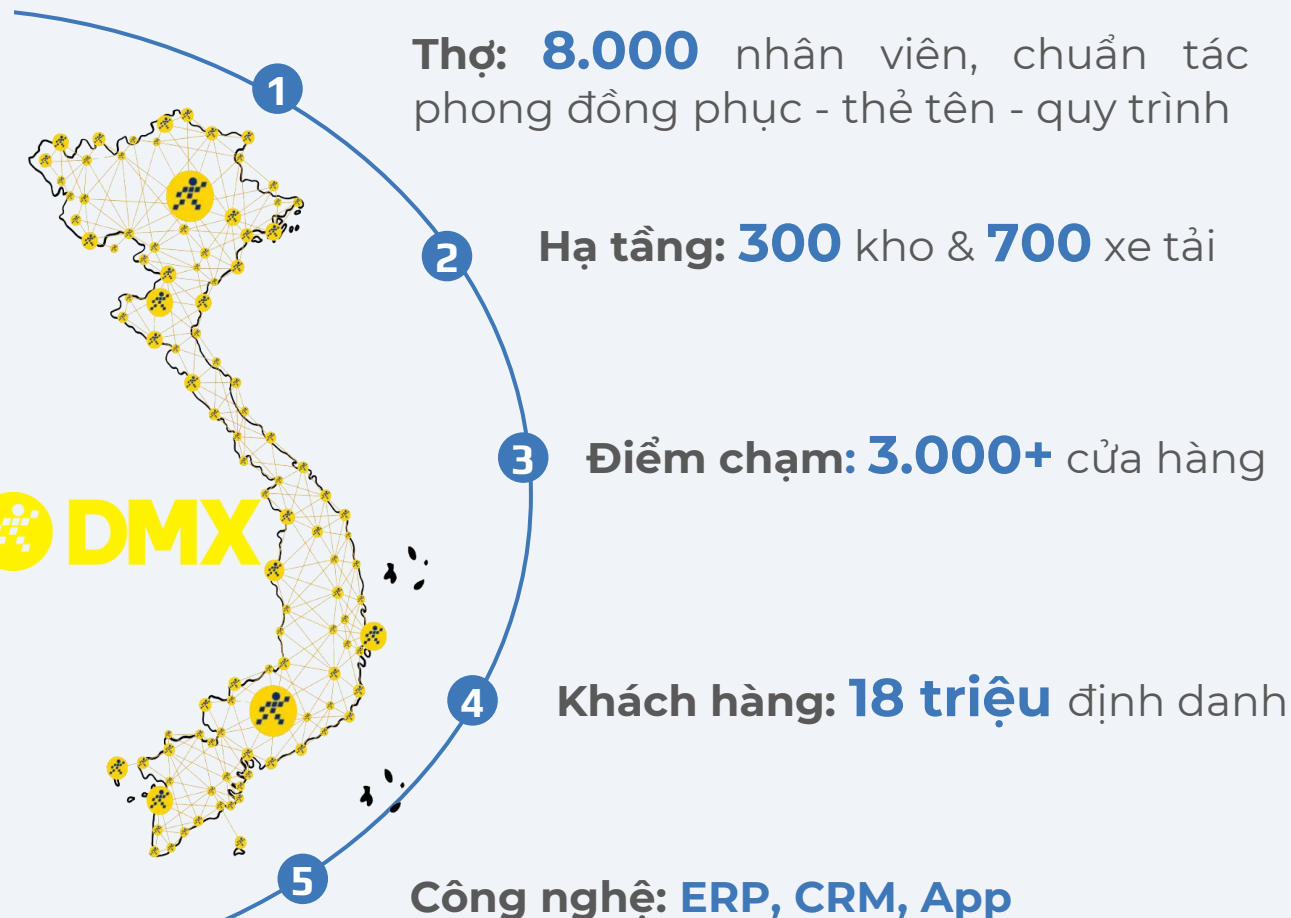 1
Thợ: 8.000 nhân viên, chuẩn tác
phong đồng phục - thẻ tên - quy trình
2
Hạ tầng: 300 kho & 700 xe tải
3
Điểm chạm: 3.000+ cửa hàng
DMX
4
Khách hàng: 18 triệu định danh
5
Công nghệ: ERP, CRM, App